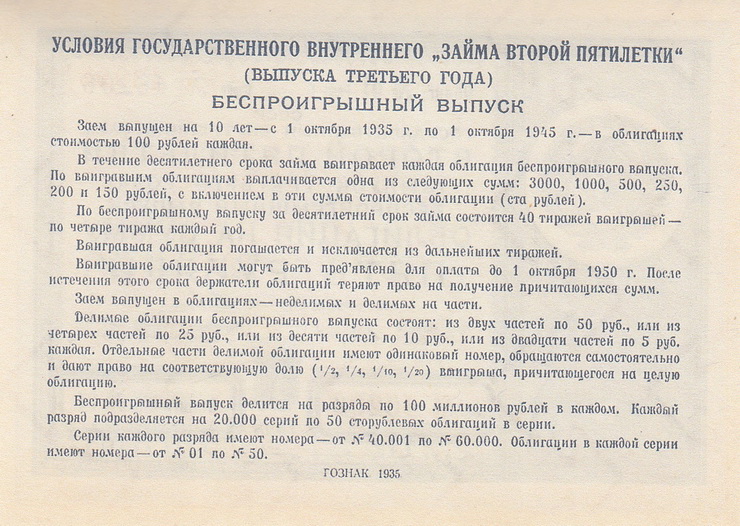 УСЛОВИЯ ГОСУДАРСТВЕННОГО ВНУТРЕННЕГО „ЗАЙМА ВТОРОЙ ПЯТИЛЕТКИ“
(ВЫПУСКА ТРЕТЬЕГО ГОДА)
БЕСПРОИГРЫШНЫЙ ВЫПУСК
Заем выпущен на 10 лет—с 1 октября 1935 г. по 1 октября 1945 г.—в облигациях
стоимостью 100 рублей каждая.
В течение десятилетнего срока займа выигрывает каждая облигация беспроигрышного выпуска.
По выигравшим облигациям выплачивается одна из следующих сумм: 3000, 1000, 500, 250,
200 и 150 рублей, с включением в эти суммы стоимости облигации (ста рублей).
По беспроигрышному выпуску за десятилетний срок займа состоится 40 тиражей выигрышей—
по четыре тиража каждый год.
Выигравшая облигация погашается и исключается из дальнейших тиражей.
Выигравшие облигации могут быть пред'явлены для оплаты до 1 октября 1950 г. После
истечения этого срока держатели облигаций теряют право на получение причитающихся сумм.
Заем выпущен в облигациях—неделимых и делимых на части.
Делимые облигации беспроигрышного выпуска состоят: из двух частей по 50 руб., или из
четырех частей по 25 руб., или из десяти частей по 10 руб., или из двадцати частей по 5 руб.
каждая. Отдельные части делимой облигации имеют одинаковый номер, обращаются самостоятельно
и дают право на соответствующую долю (1/2, 1/4, 1/10, 1/20) выигрыша, причитающегося на целую
облигацию.
Беспроигрышный выпуск делится на разряды по 100 миллионов рублей в каждом. Каждый
разряд подразделяется на 20.000 серий по 50 сторублевых облигаций в серии.
Серии каждого разряда имеют номера—от № 40.001 по № 60.000. Облигации в каждой серии
имеют номера—от № 01 по № 50.
ГОЗНАК 1935